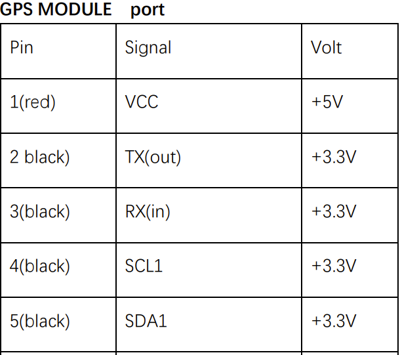 GPS MODULE port
Pin Signal Volt
1(red) VCC +5V
2 black) TX(out) +3.3V
3(black) RX(in) +3.3V
4(black) SCL1 +3.3V
5(black) SDA1 +3.3V